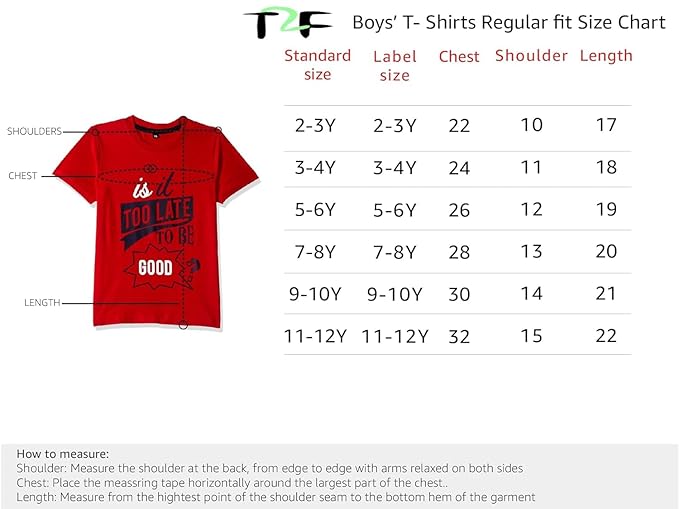 T2F Boys' T- Shirts Regular fit Size Chart
Standard size Label size Chest Shoulder Length
2-3Y 2-3Y 22 10 17
3-4Y 3-4Y 24 11 18
5-6Y 5-6Y 26 12 19
7-8Y 7-8Y 28 13 20
9-10Y 9-10Y 30 14 21
11-12Y 11-12Y 32 15 22
SHOULDERS
CHEST
LENGTH
is it
TOO LATE
TO BE
GOOD
How to measure:
Shoulder: Measure the shoulder at the back, from edge to edge with arms relaxed on both sides
Chest: Place the meassring tape horizontally around the largest part of the chest..
Length: Measure from the hightest point of the shoulder seam to the bottom hem of the garment